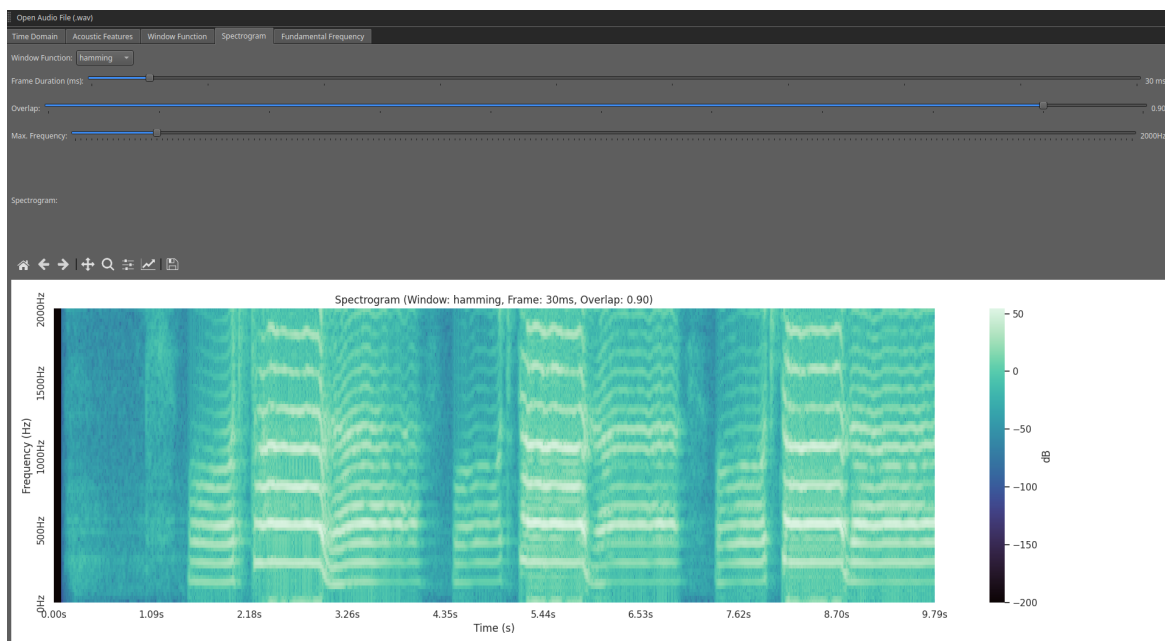 Open Audio File (.wav)
Time Domain Acoustic Features Window Function Spectrogram Fundamental Frequency
Window Function: hamming
Frame Duration (ms): 30 ms
Overlap: 0.90
Max. Frequency: 2000Hz
Spectrogram:
Spectrogram (Window: hamming, Frame: 30ms, Overlap: 0.90)
2000Hz
1500Hz
1000Hz
5000Hz
0Hz
Frequency (Hz)
0.00s 1.09s 2.18s 3.26s 4.35s 5.44s 6.53s 7.62s 8.70s 9.79s
Time (s)
50
0
−50
−100
−150
−200
dB